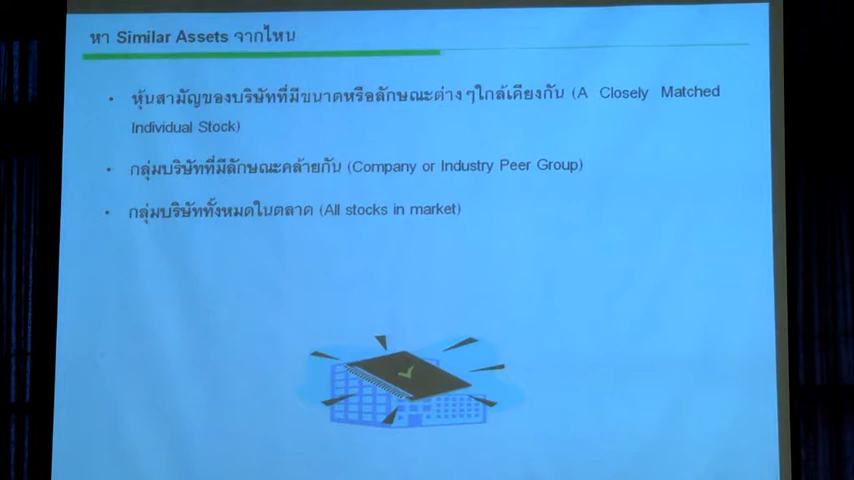 หา Similar Assets จากไหน
• หุ้นสามัญของบริษัทที่มีขนาดหรือลักษณะต่างๆใกล้เคียงกัน (A Closely Matched
Individual Stock)
• กลุ่มบริษัทที่มีลักษณะคล้ายกัน (Company or Industry Peer Group)
• กลุ่มบริษัททั้งหมดในตลาด (All stocks in market)